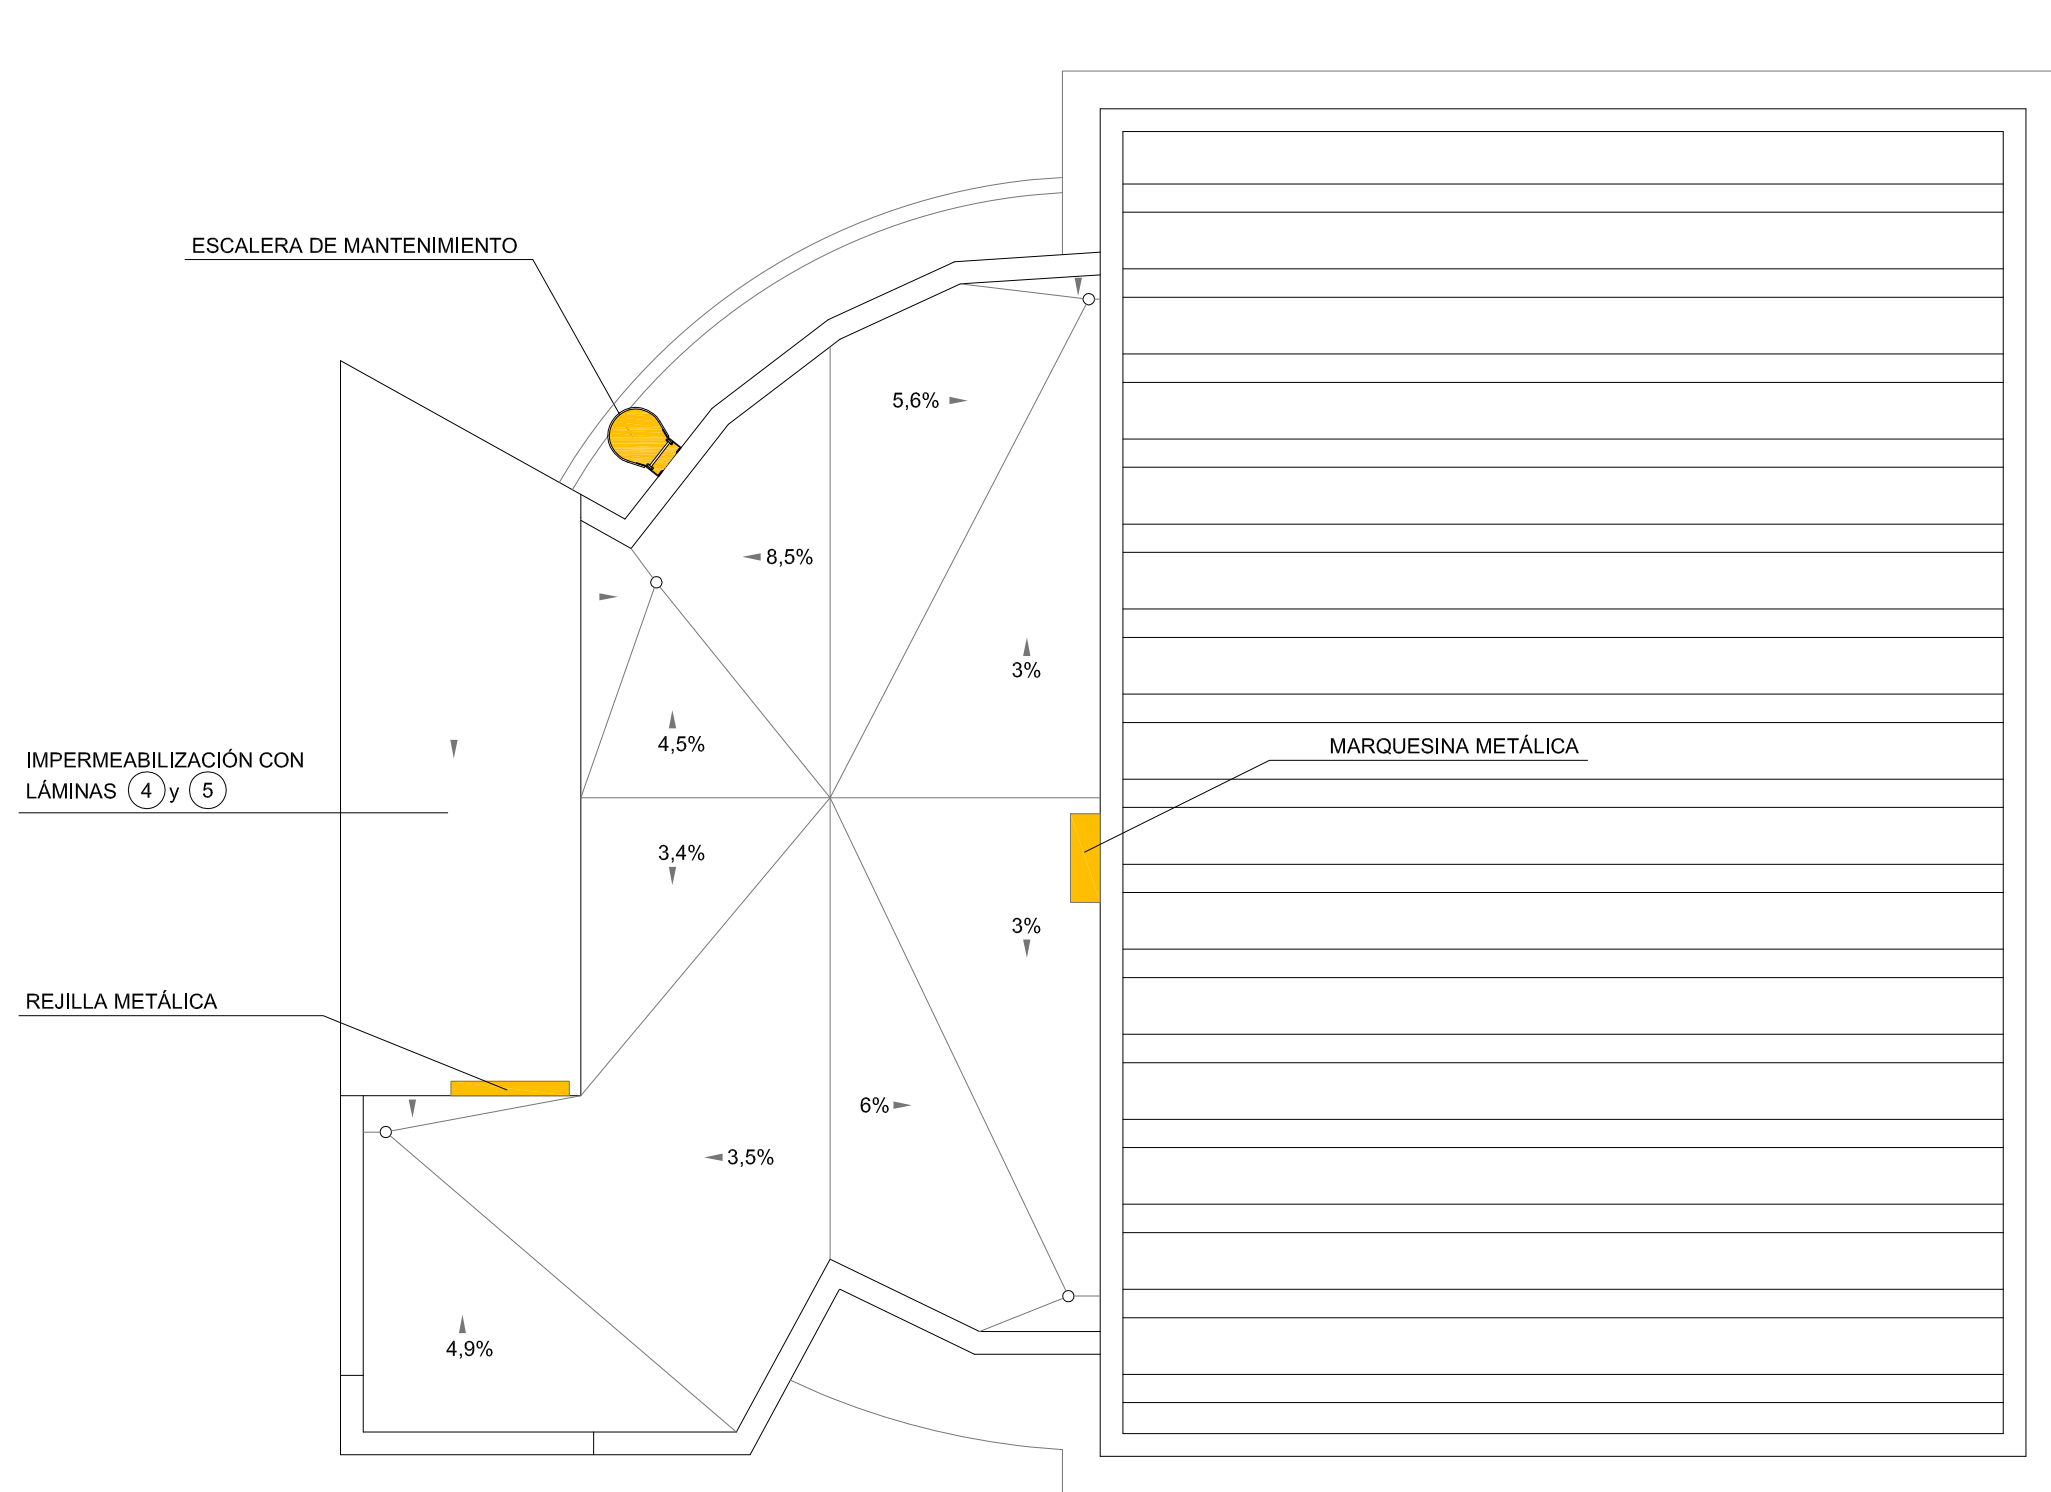 ESCALERA DE MANTENIMIENTO
5,6%
8,5%
3%
4,5%
MARQUESINA METÁLICA
IMPERMEABILIZACIÓN CON
LÁMINAS 4 y 5
3,4%
3%
REJILLA METÁLICA
6%
3,5%
4,9%